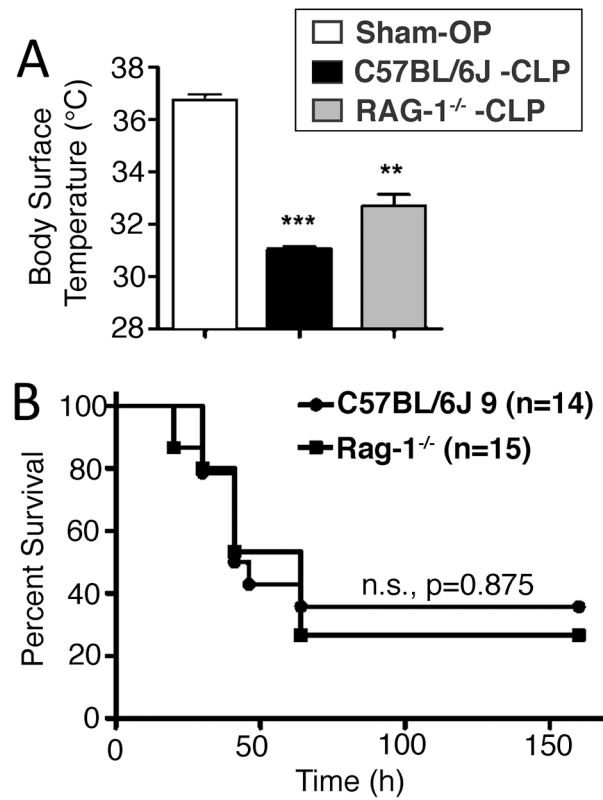 A
Sham-OP
C57BL/6J -CLP
RAG-1-/- -CLP
Body Surface
Temperature (°C)
38
36
34
32
30
28
***
**
B
C57BL/6J 9 (n=14)
Rag-1-/- (n=15)
Percent Survival
100
80
60
40
20
0
n.s., p=0.875
0
50
100
150
Time (h)